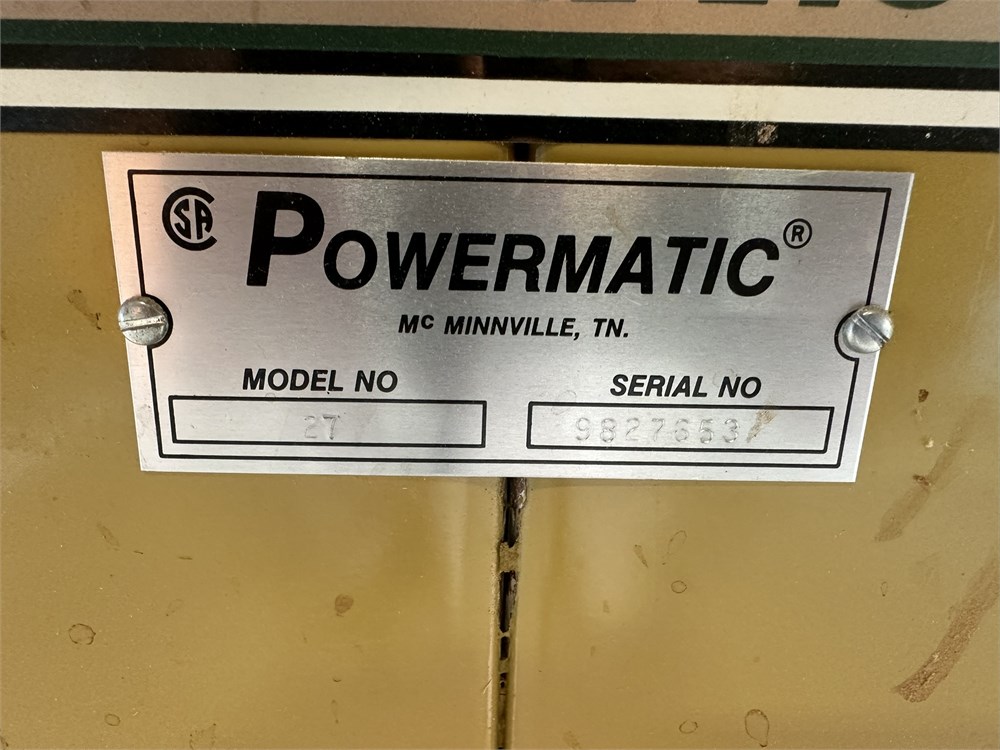 CSA
POWERMATIC®
Mc MINNVILLE, TN.
MODEL NO
SERIAL NO
27
9827653